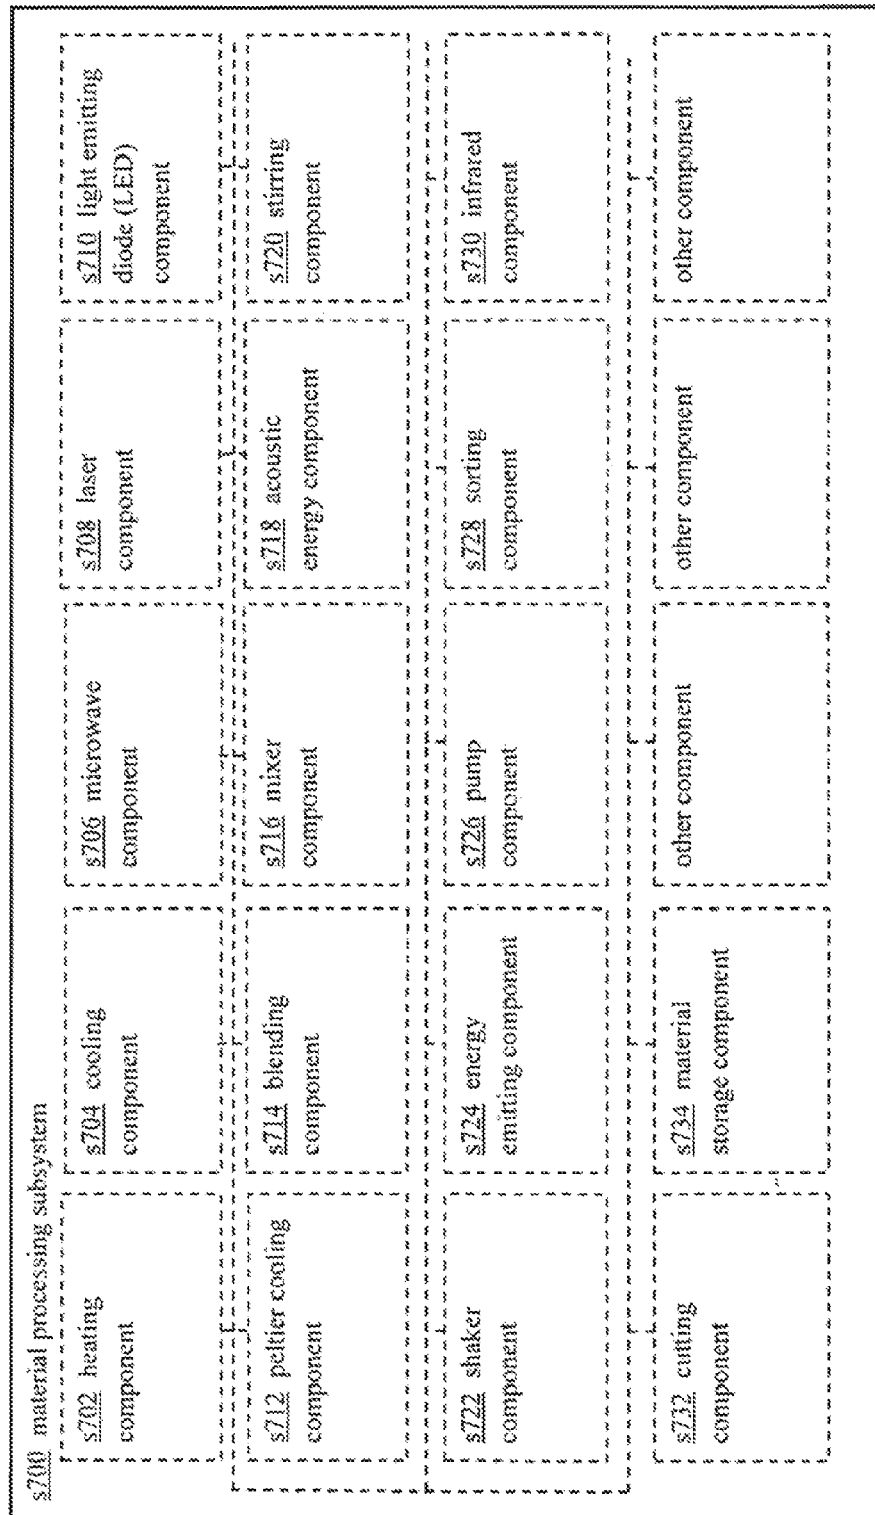 s700 material processing subsystem
s702 heating
component
s704 cooling
component
s706 microwave
component
s708 laser
component
s710 light emitting
diode (LED)
component
s712 peltier cooling
component
s714 blending
component
s716 mixer
component
s718 acoustic
energy component
s720 stirring
component
s722 shaker
component
s724 energy
emitting component
s726 pump
component
s728 sorting
component
s730 infrared
component
s732 cutting
component
s734 material
storage component
other component
other component
other component